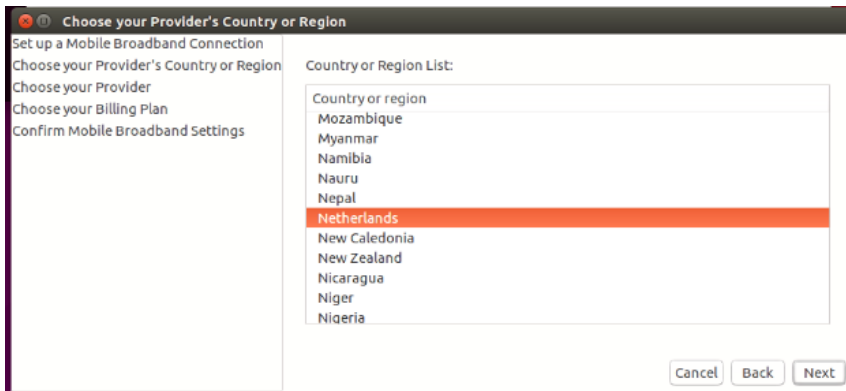 Choose your Provider's Country or Region
Set up a Mobile Broadband Connection
Choose your Provider's Country or Region
Choose your Provider
Choose your Billing Plan
Confirm Mobile Broadband Settings
Country or Region List:
Country or region
Mozambique
Myanmar
Namibia
Nauru
Nepal
Netherlands
New Caledonia
New Zealand
Nicaragua
Niger
Nigeria
Cancel Back Next